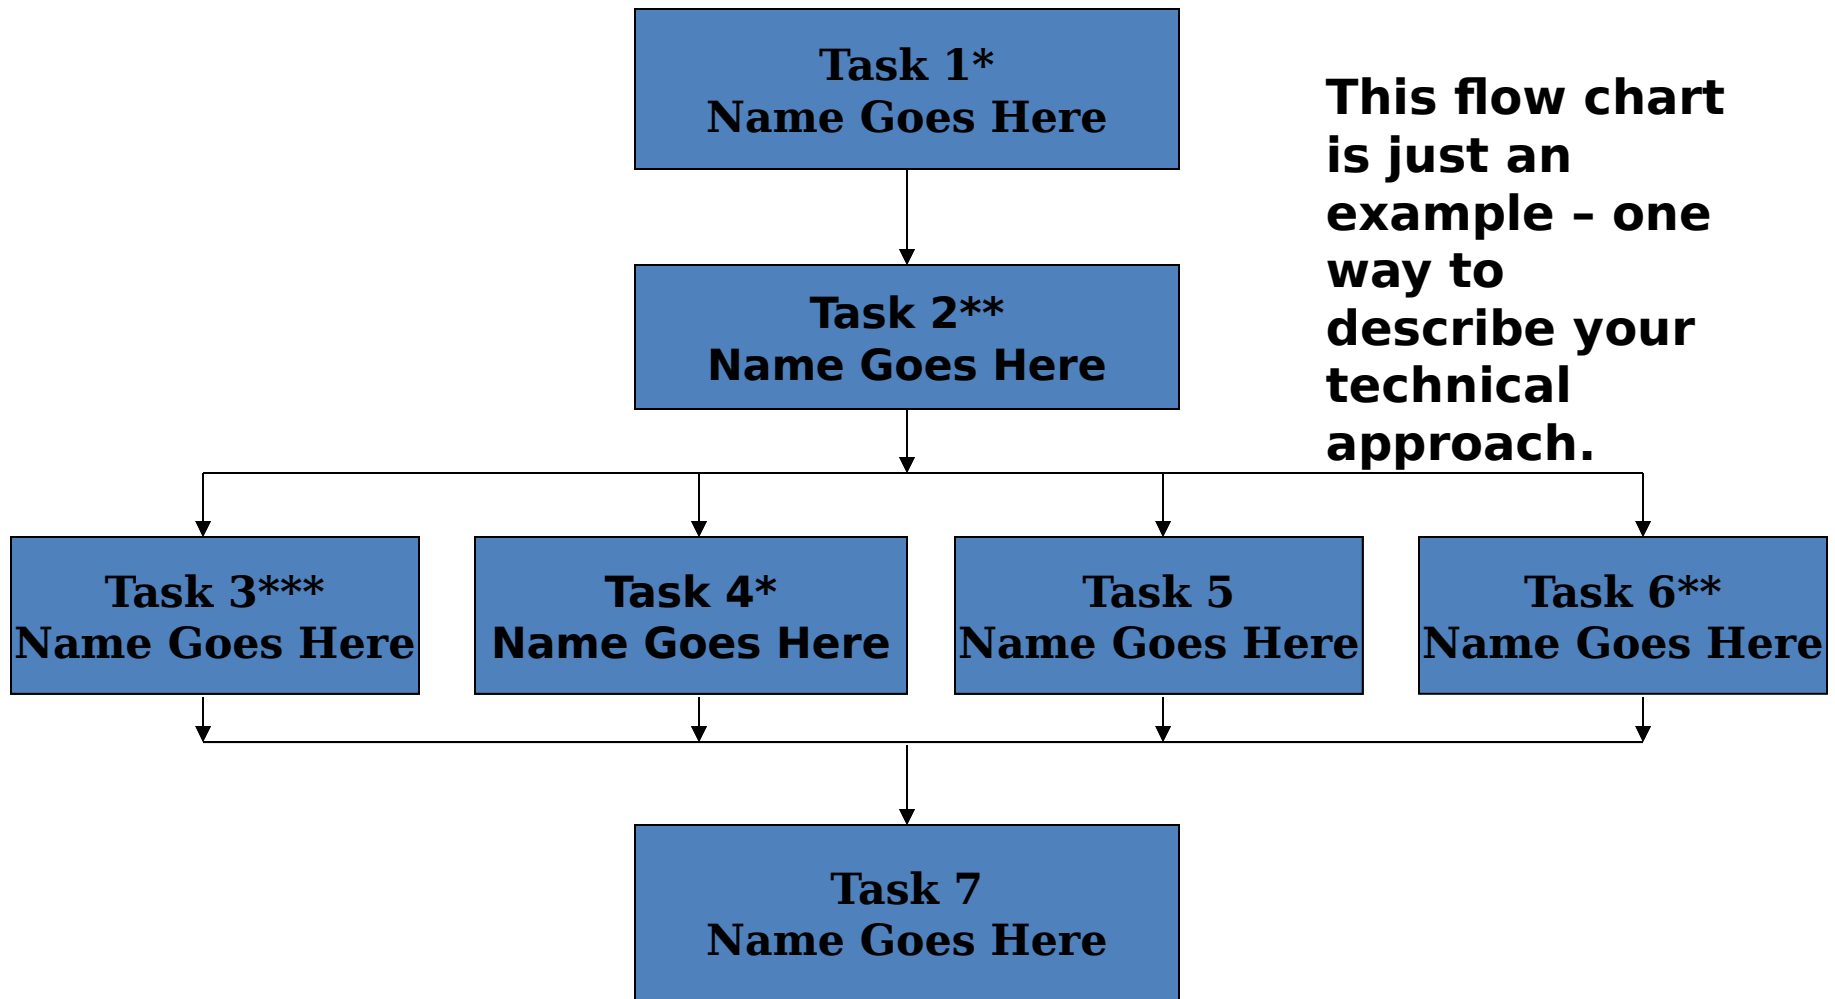 Task 1*
Name Goes Here
This flow chart
is just an
example – one
way to
describe your
technical
approach.
Task 2**
Name Goes Here
Task 3***
Name Goes Here
Task 4*
Name Goes Here
Task 5
Name Goes Here
Task 6**
Name Goes Here
Task 7
Name Goes Here